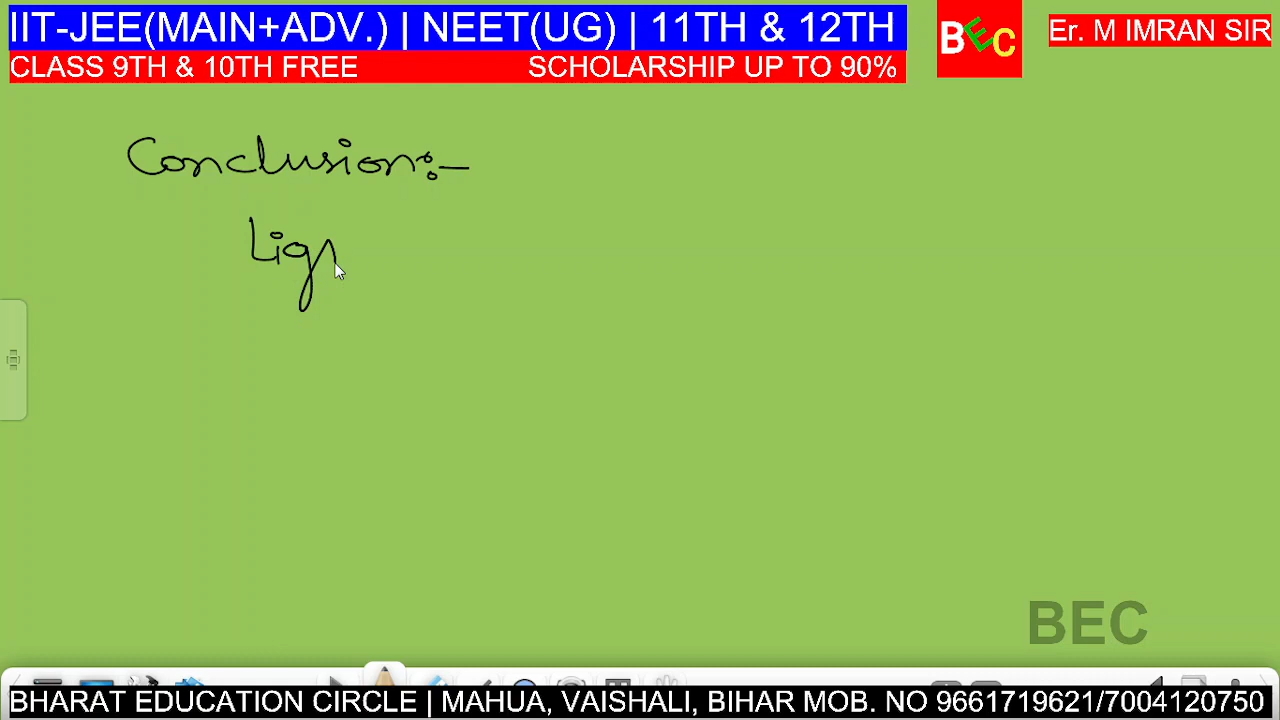 IIT-JEE(MAIN+ADV.) | NEET(UG) | 11TH & 12TH
CLASS 9TH & 10TH FREE SCHOLARSHIP UP TO 90%
BEC
Er. M IMRAN SIR
Conclusion:-
Lig
BEC
BHARAT EDUCATION CIRCLE | MAHUA, VAISHALI, BIHAR MOB. NO 9661719621/7004120750